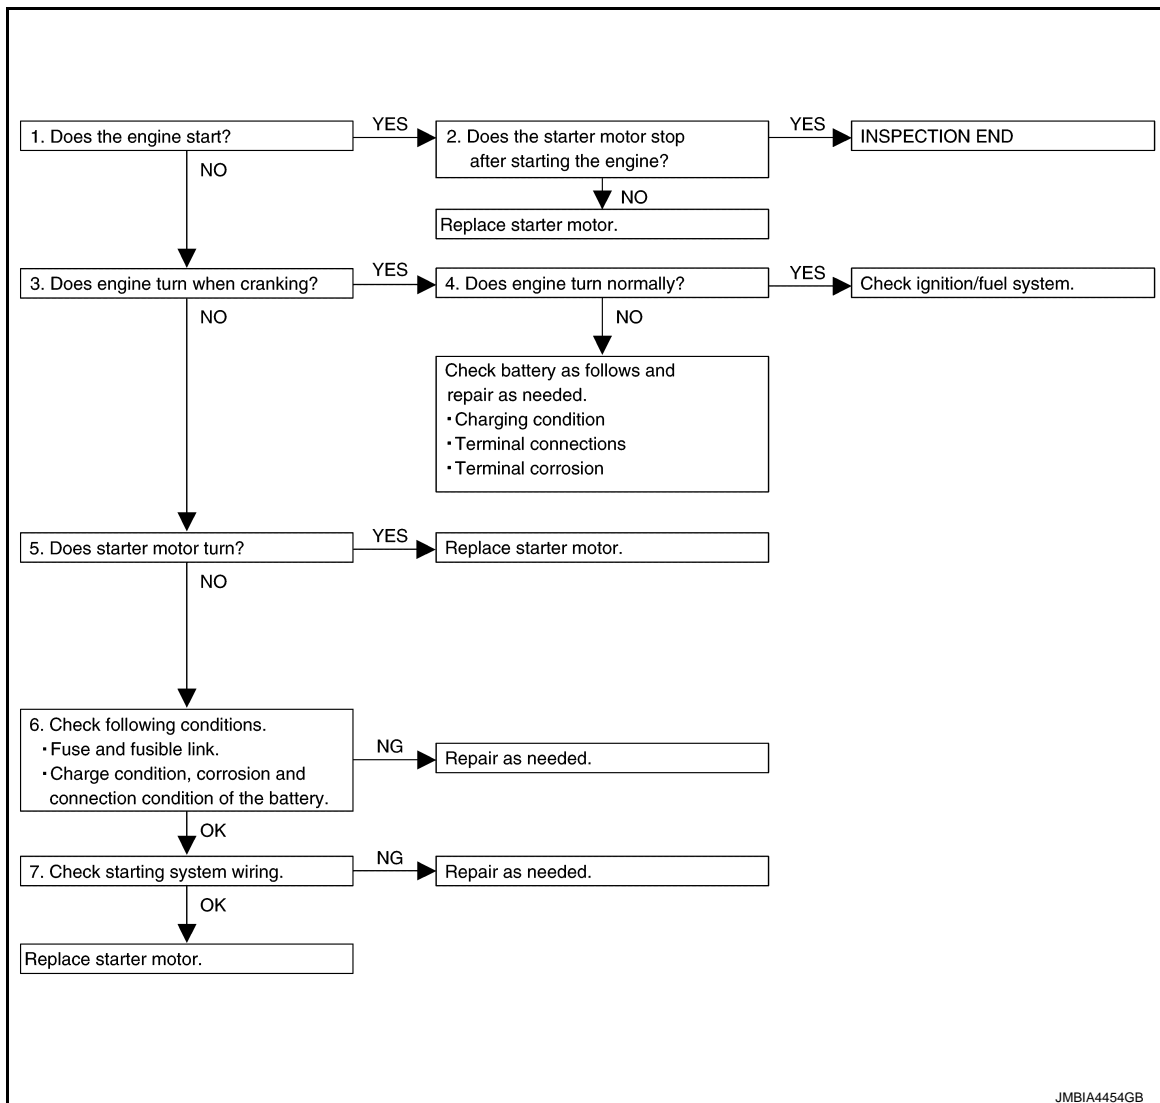 1. Does the engine start?
YES
2. Does the starter motor stop
after starting the engine?
YES
INSPECTION END
NO
NO
Replace starter motor.
3. Does engine turn when cranking?
YES
4. Does engine turn normally?
YES
Check ignition/fuel system.
NO
NO
Check battery as follows and
repair as needed.
· Charging condition
· Terminal connections
· Terminal corrosion
5. Does starter motor turn?
YES
Replace starter motor.
NO
6. Check following conditions.
· Fuse and fusible link.
· Charge condition, corrosion and
connection condition of the battery.
NG
Repair as needed.
OK
7. Check starting system wiring.
NG
Repair as needed.
OK
Replace starter motor.
JMBIA4454GB